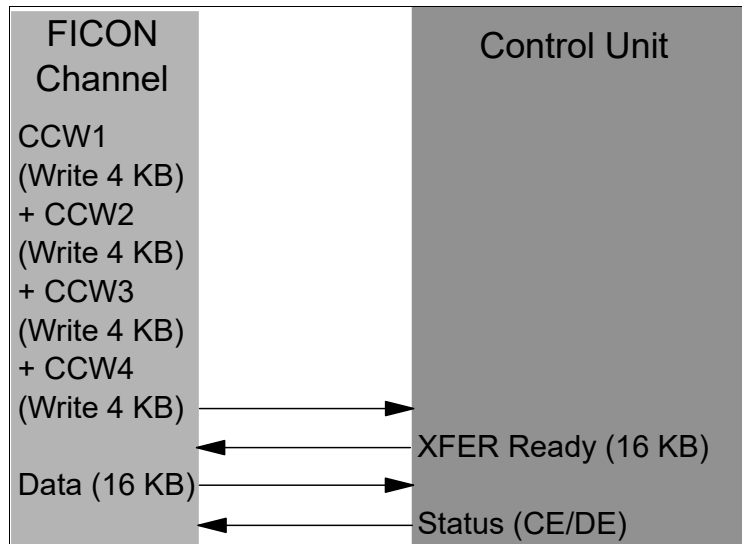 FICON
Channel
Control Unit
CCW1
(Write 4 KB)
+ CCW2
(Write 4 KB)
+ CCW3
(Write 4 KB)
+ CCW4
(Write 4 KB)
XFER Ready (16 KB)
Data (16 KB)
Status (CE/DE)